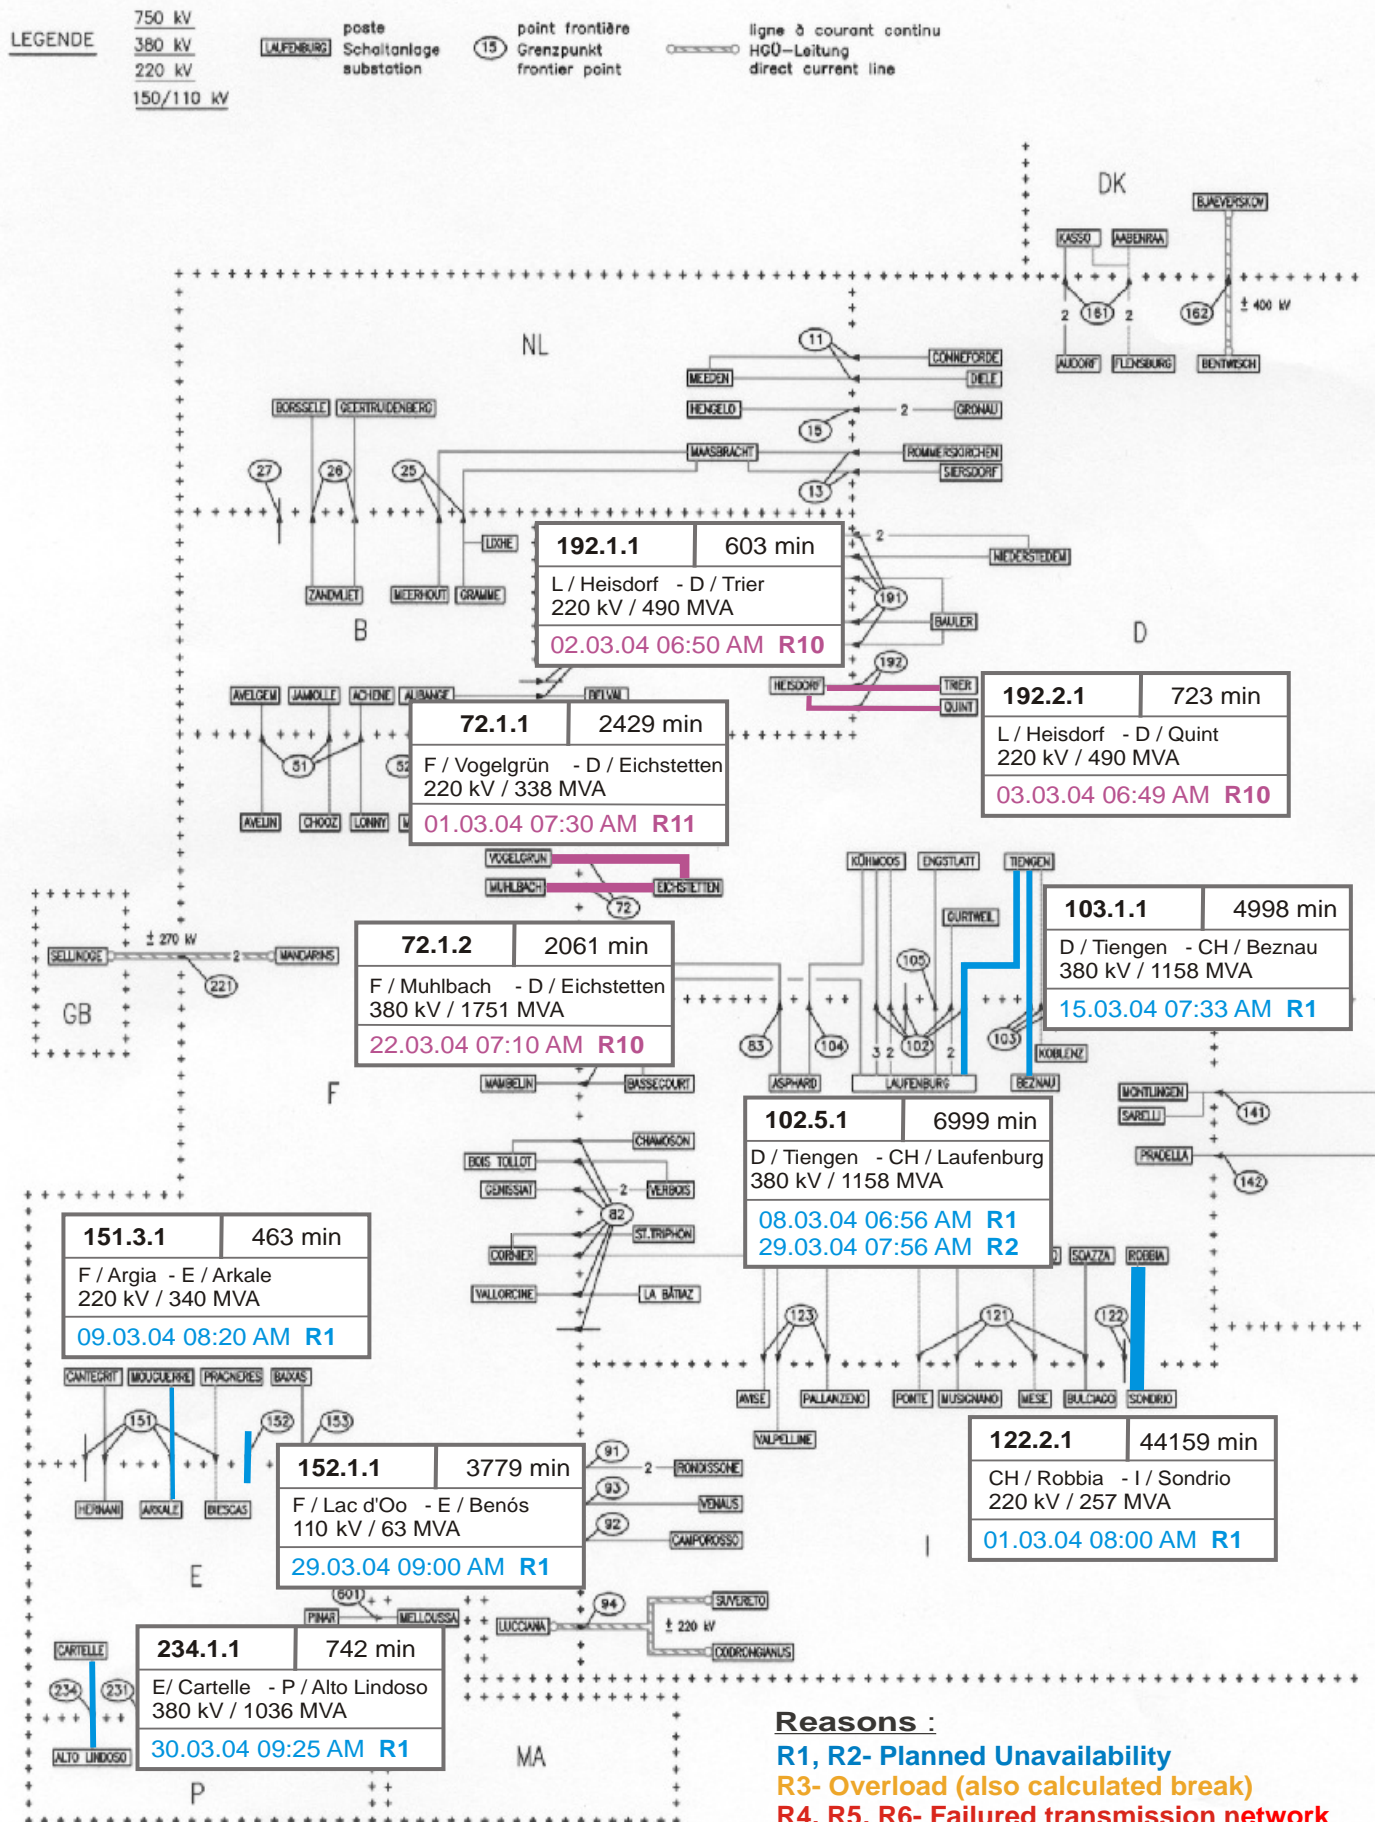 LEGENDE
750 kV
380 kV
220 kV
150/110 kV
LAUFENBURG
poste
Schaltanlage
substation
15
point frontière
Grenzpunkt
frontier point
ligne à courant continu
HGÜ-Leitung
direct current line
DK
BJAEVERSKOV
KASSO
AABENRAA
2
161
2
162
± 400 kV
AUDORF
FLENSBURG
BENTWISCH
NL
11
CONNEFORDE
MEEDEN
DIELE
BORSSELE
GEERTRUIDENBERG
HENGELO
2
GRONAU
15
MAASBRACHT
ROMMERSKIRCHEN
SIERSDORF
27
26
25
13
LIXHE
2
NIEDERSTEDEM
ZANDVLIET
MEERHOUT
GRAMME
191
BAULER
B
D
192.1.1
603 min
L / Heisdorf - D / Trier
220 kV / 490 MVA
02.03.04 06:50 AM R10
192
AVELGEM
JAMIOLLE
ACHENE
AUBANGE
BELVAL
HEISDORF
TRIER
QUINT
192.2.1
723 min
L / Heisdorf - D / Quint
220 kV / 490 MVA
03.03.04 06:49 AM R10
72.1.1
2429 min
F / Vogelgrün - D / Eichstetten
220 kV / 338 MVA
01.03.04 07:30 AM R11
51
52
AVELIN
CHOOZ
LONNY
M
VOGELGRUN
MUHLBACH
EICHSTETTEN
72
KÜHMOOS
ENGSTLATT
TIENGEN
GURTWEIL
103.1.1
4998 min
D / Tiengen - CH / Beznau
380 kV / 1158 MVA
15.03.04 07:33 AM R1
72.1.2
2061 min
F / Muhlbach - D / Eichstetten
380 kV / 1751 MVA
22.03.04 07:10 AM R10
SELLINDGE
± 270 kV
2
MANDARINS
221
GB
F
105
83
104
3
2
102
2
103
KOBLENZ
MAMBELIN
BASSECOURT
ASPHARD
LAUFENBURG
BEZNAU
MONTLINGEN
SARELLI
141
PRADELLA
142
102.5.1
6999 min
D / Tiengen - CH / Laufenburg
380 kV / 1158 MVA
08.03.04 06:56 AM R1
29.03.04 07:56 AM R2
CHAMOSON
BOIS TOLLOT
GENISSIAT
2
VERBOIS
82
ST.TRIPHON
CORNIER
VALLORCINE
LA BÂTIAZ
151.3.1
463 min
F / Argia - E / Arkale
220 kV / 340 MVA
09.03.04 08:20 AM R1
O
SOAZZA
ROBBIA
123
121
122
CANTEGRIT
MOUGUERRE
PRAGNERES
BAIXAS
AVISE
PALLANZENO
PONTE
MUSIGNANO
MESE
BULCIAGO
SONDRIO
VALPELLINE
151
152
153
HERNANI
ARKALE
BIESCAS
122.2.1
44159 min
CH / Robbia - I / Sondrio
220 kV / 257 MVA
01.03.04 08:00 AM R1
152.1.1
3779 min
F / Lac d'Oo - E / Benós
110 kV / 63 MVA
29.03.04 09:00 AM R1
91
2
RONDISSONE
93
VENAUS
92
CAMPOROSSO
I
E
601
PINAR
MELLOUSSA
LUCCIANA
94
SUVERETO
± 220 kV
CODRONGIANUS
CARTELLE
234
231
ALTO LINDOSO
P
234.1.1
742 min
E/ Cartelle - P / Alto Lindoso
380 kV / 1036 MVA
30.03.04 09:25 AM R1
MA
Reasons :
R1, R2- Planned Unavailability
R3- Overload (also calculated break)
R4, R5, R6- Failured transmission network